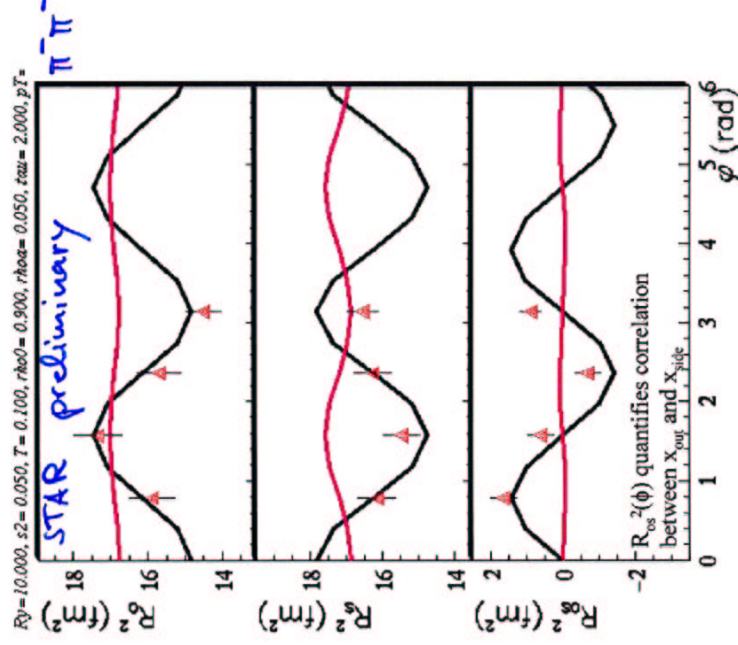 Ry=10.000, s2=0.050, T=0.100, rho0=0.900, rhoa=0.050, tau=2.000, pT=
STAR preliminary
π⁻π⁻
R₀² (fm²)
18
16
14
Rₛ² (fm²)
18
16
14
Rₒₛ² (fm²)
2
0
−2
Rₒₛ²(ϕ) quantifies correlation
between xₒᵤₜ and xₛᵢdₑ
0 1 2 3 4 5 6
φ (rad)